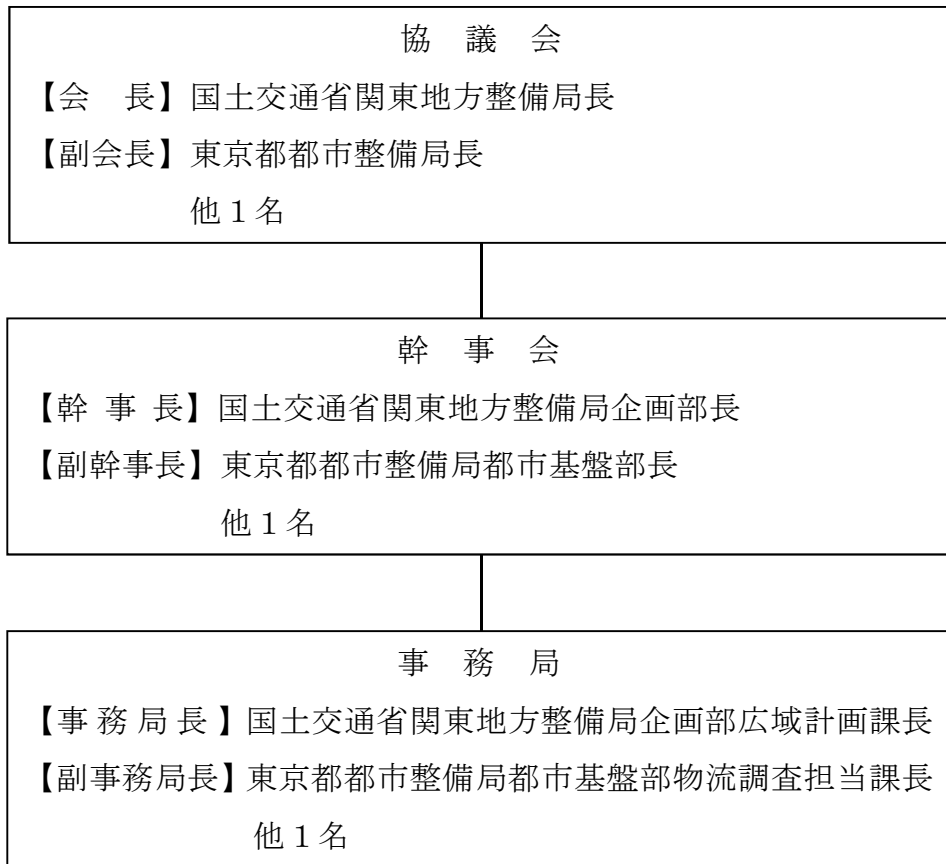 協　議　会
【会　長】国土交通省関東地方整備局長
【副会長】東京都都市整備局長
他１名
幹　事　会
【幹 事 長】国土交通省関東地方整備局企画部長
【副幹事長】東京都都市整備局都市基盤部長
他１名
事　務　局
【事 務 局 長】国土交通省関東地方整備局企画部広域計画課長
【副事務局長】東京都都市整備局都市基盤部物流調査担当課長
他１名